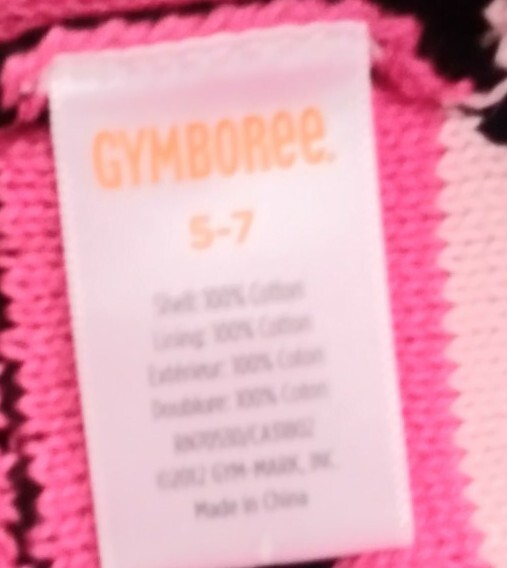 GYMBOREE.
5-7
Shell: 100% Cotton
Lining: 100% Cotton
Extérieur: 100% Coton
Doublure: 100% Coton
©2012 GYM-MARK, INC.
Made in China